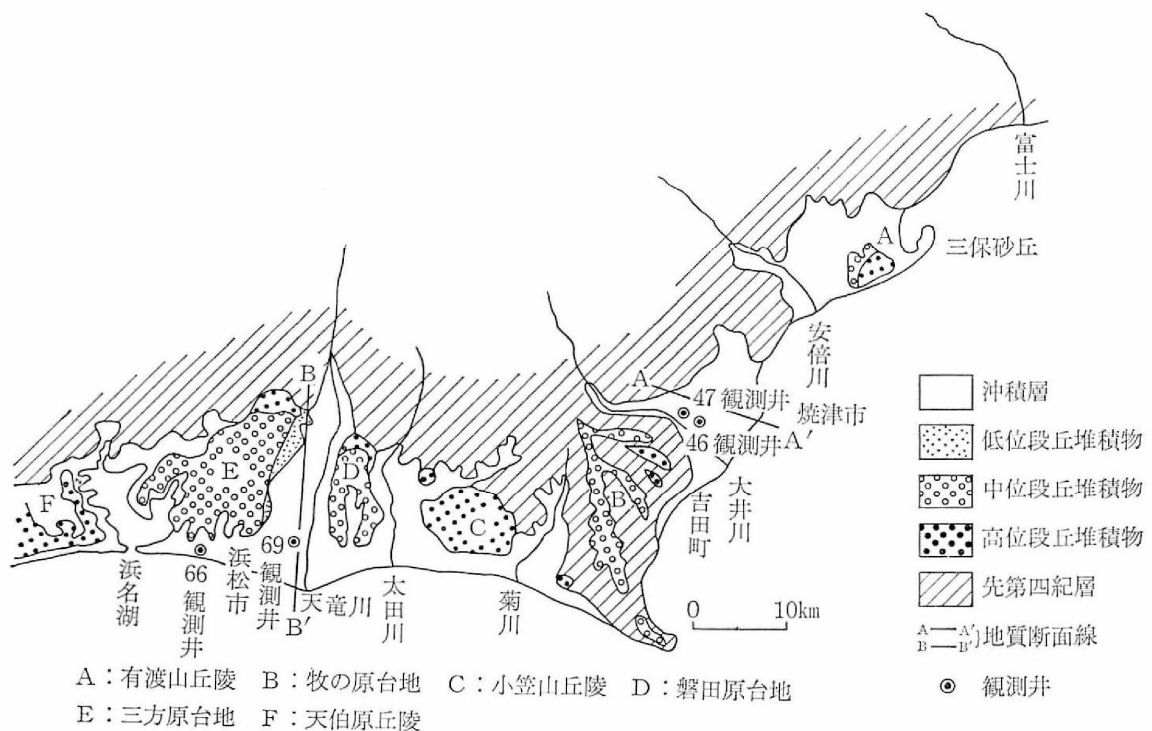 富士川
三保砂丘
A
安倍川
A
47 観測井
焼津市
46 観測井
A′
大井川
吉田町
B
B
D
C
E
F
浜名湖
66 観測井
浜松市
69 観測井
B′
天竜川
太田川
菊川
0 10km
沖積層
低位段丘堆積物
中位段丘堆積物
高位段丘堆積物
先第四紀層
A A′
B B′
地質断面線
観測井
A：有渡山丘陵 B：牧の原台地 C：小笠山丘陵 D：磐田原台地
E：三方原台地 F：天伯原丘陵